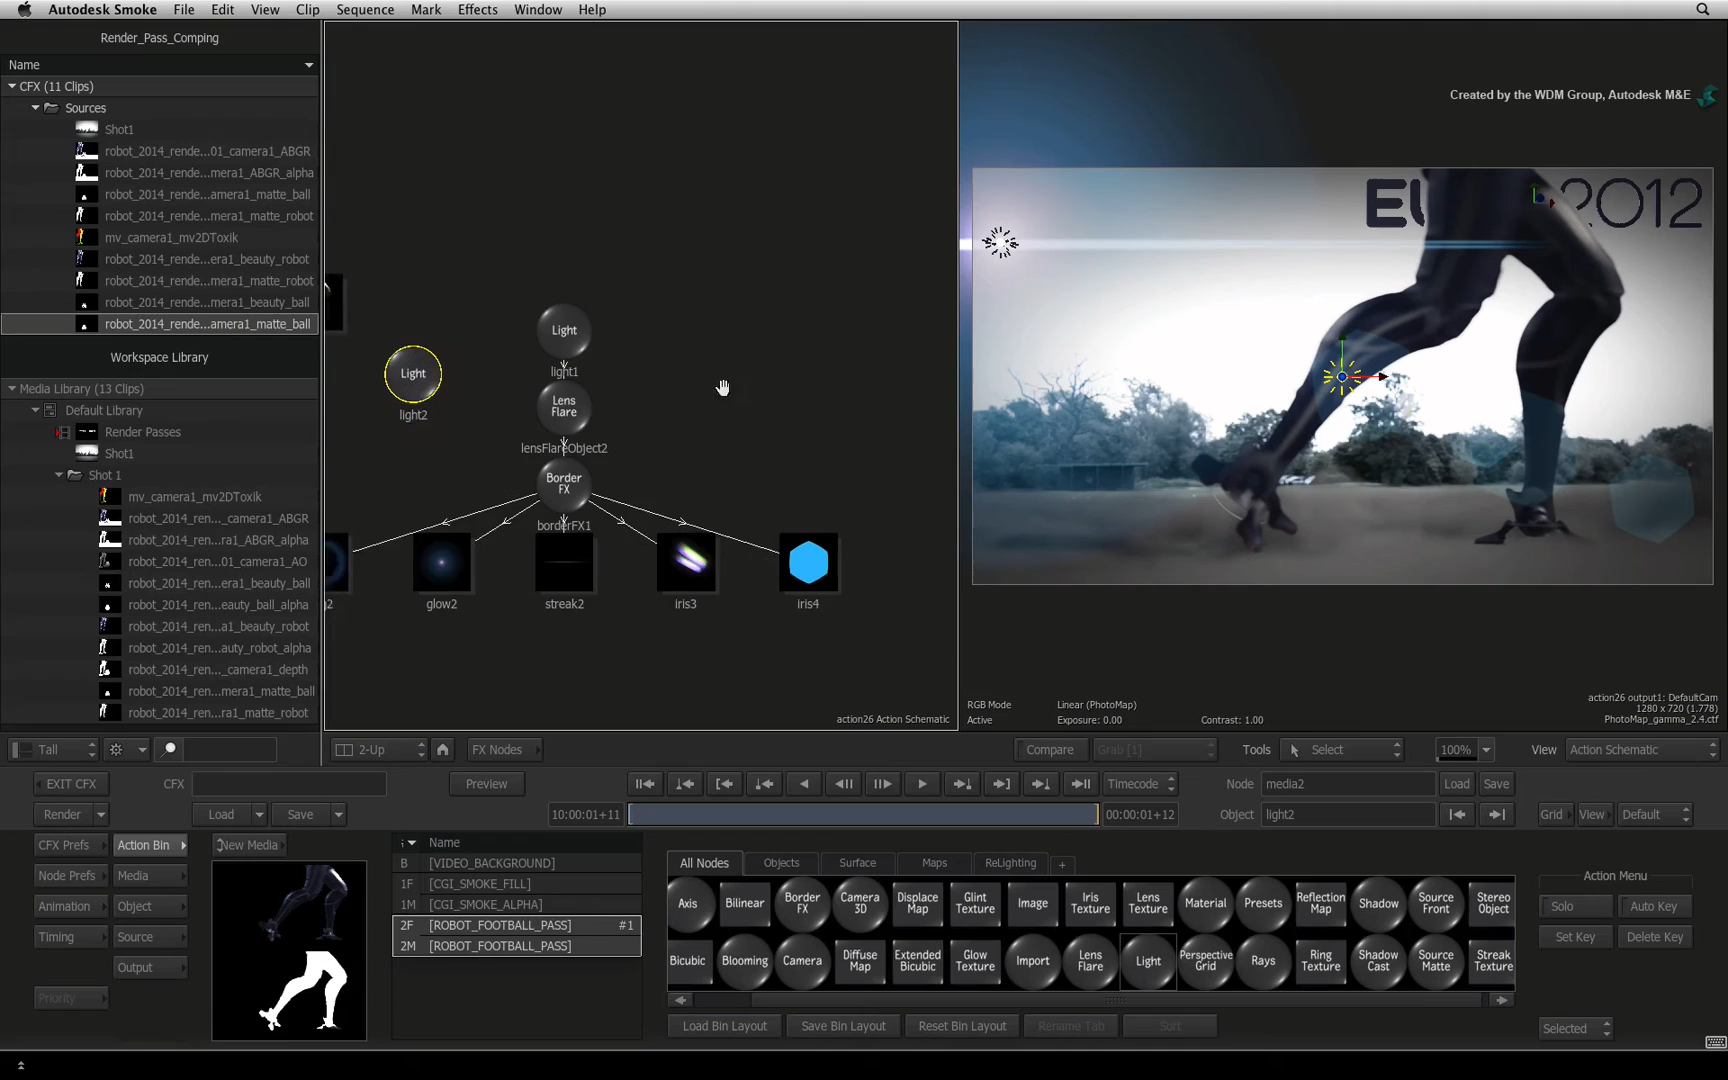 Autodesk Smoke File Edit View Clip Sequence Mark Effects Window Help
Render_Pass_Comping
Name
CFX (11 Clips)
Sources
Shot1
robot_2014_rende...01_camera1_ABGR
robot_2014_rende...mera1_ABGR_alpha
robot_2014_rende...amera1_matte_ball
robot_2014_rende...mera1_matte_robot
mv_camera1_mv2DToxik
robot_2014_rende...era1_beauty_robot
robot_2014_rende...mera1_matte_robot
robot_2014_rende...mera1_beauty_ball
robot_2014_rende...amera1_matte_ball
Workspace Library
Media Library (13 Clips)
Default Library
Render Passes
Shot1
Shot 1
mv_camera1_mv2DToxik
robot_2014_ren..._camera1_ABGR
robot_2014_ren...ra1_ABGR_alpha
robot_2014_ren...01_camera1_AO
robot_2014_ren...era1_beauty_ball
robot_2014_ren...eauty_ball_alpha
robot_2014_ren...a1_beauty_robot
robot_2014_ren...auty_robot_alpha
robot_2014_ren..._camera1_depth
robot_2014_ren...mera1_matte_ball
robot_2014_ren...ra1_matte_robot
Light
light2
Light
light1
Lens
Flare
lensFlareObject2
Border
FX
borderFX1
g2 glow2 streak2 iris3 iris4
action26 Action Schematic
Created by the WDM Group, Autodesk M&E
2012
RGB Mode Linear (PhotoMap)
Active Exposure: 0.00 Contrast: 1.00
action26 output1: DefaultCam
1280 x 720 (1.778)
PhotoMap_gamma_2.4.ctf
Tall 2-Up FX Nodes Compare Grab [1] Tools Select 100% View Action Schematic
EXIT CFX CFX Preview Timecode Node media2 Load Save
Render Load Save 10:00:01+11 00:00:01+12 Object light2 Grid View Default
CFX Prefs Action Bin New Media
Node Prefs Media
Animation Object
Timing Source
Output
Priority
Name
B [VIDEO_BACKGROUND]
1F [CGI_SMOKE_FILL]
1M [CGI_SMOKE_ALPHA]
2F [ROBOT_FOOTBALL_PASS] #1
2M [ROBOT_FOOTBALL_PASS]
All Nodes Objects Surface Maps ReLighting +
Axis Bilinear Border FX Camera 3D Displace Map Glint Texture Image Iris Texture Lens Texture Material Presets Reflection Map Shadow Source Front Stereo Object
Bicubic Blooming Camera Diffuse Map Extended Bicubic Glow Texture Import Lens Flare Light Perspective Grid Rays Ring Texture Shadow Cast Source Matte Streak Texture
Load Bin Layout Save Bin Layout Reset Bin Layout Rename Tab Sort
Action Menu
Solo Auto Key
Set Key Delete Key
Selected